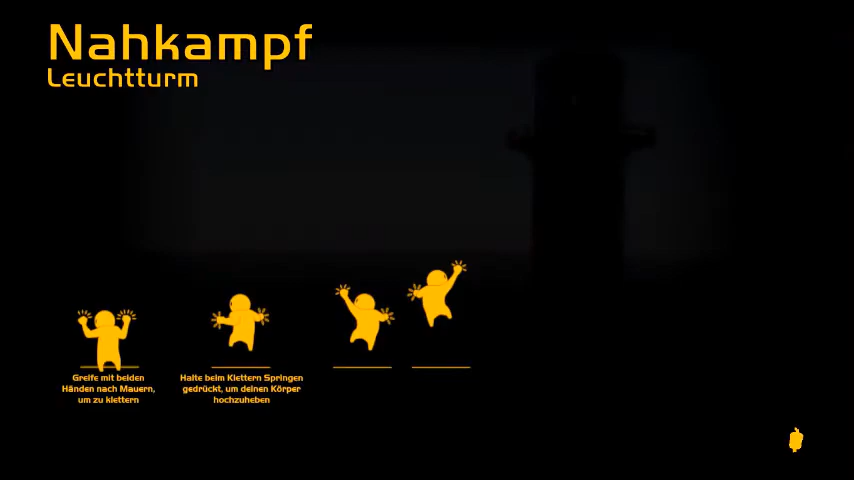 Nahkampf
Leuchtturm
Greife mit beiden
Händen nach Mauern,
um zu klettern
Halte beim Klettern Springen
gedrückt, um deinen Körper
hochzuheben